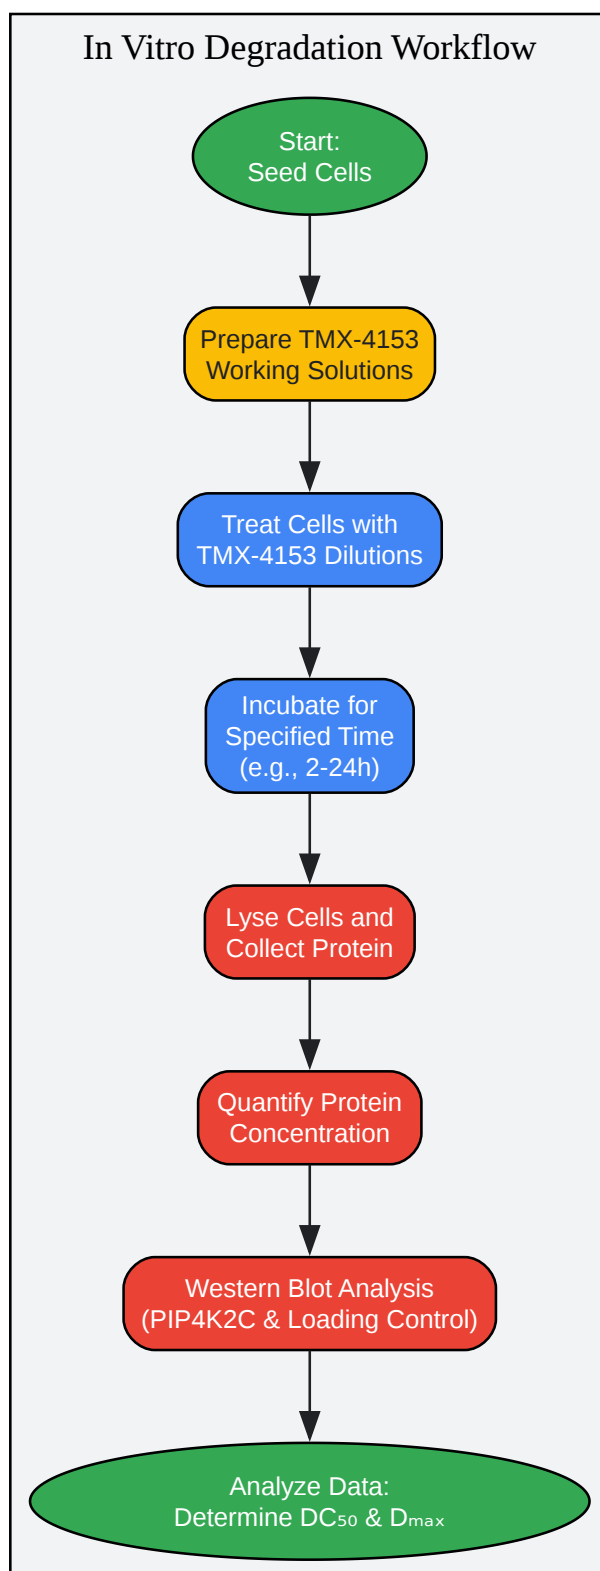 In Vitro Degradation Workflow
Start:
Seed Cells
Prepare TMX-4153
Working Solutions
Treat Cells with
TMX-4153 Dilutions
Incubate for
Specified Time
(e.g., 2-24h)
Lyse Cells and
Collect Protein
Quantify Protein
Concentration
Western Blot Analysis
(PIP4K2C & Loading Control)
Analyze Data:
Determine DC₅₀ & Dₘₐₓ